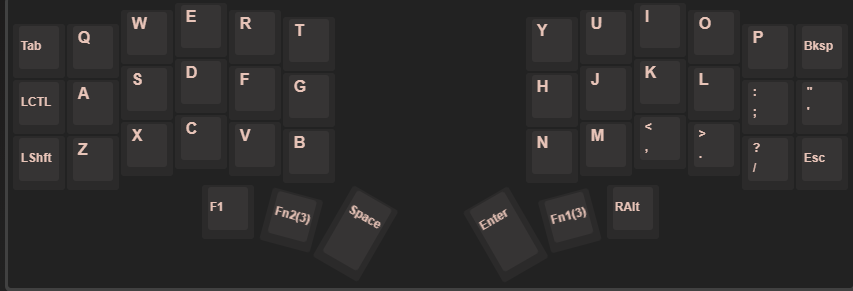 Tab Q W E R T Y U I O P Bksp
LCTL A S D F G H J K L : ; " '
LShft Z X C V B N M < , > . ? / Esc
F1 Fn2(3) Space Enter Fn1(3) RAlt